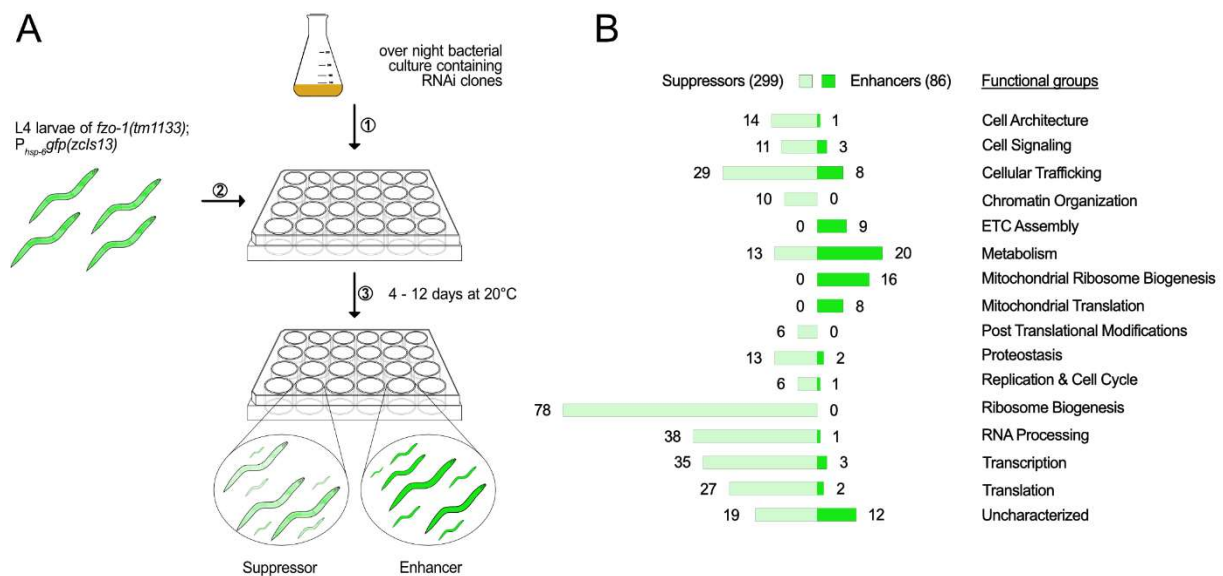 A
over night bacterial
culture containing
RNAi clones
①
L4 larvae of fzo-1(tm1133);
Phsp-6gfp(zcIs13)
②
③ 4 - 12 days at 20°C
Suppressor Enhancer
B
Suppressors (299) Enhancers (86) Functional groups
14 1 Cell Architecture
11 3 Cell Signaling
29 8 Cellular Trafficking
10 0 Chromatin Organization
0 9 ETC Assembly
13 20 Metabolism
0 16 Mitochondrial Ribosome Biogenesis
0 8 Mitochondrial Translation
6 0 Post Translational Modifications
13 2 Proteostasis
6 1 Replication & Cell Cycle
78 0 Ribosome Biogenesis
38 1 RNA Processing
35 3 Transcription
27 2 Translation
19 12 Uncharacterized